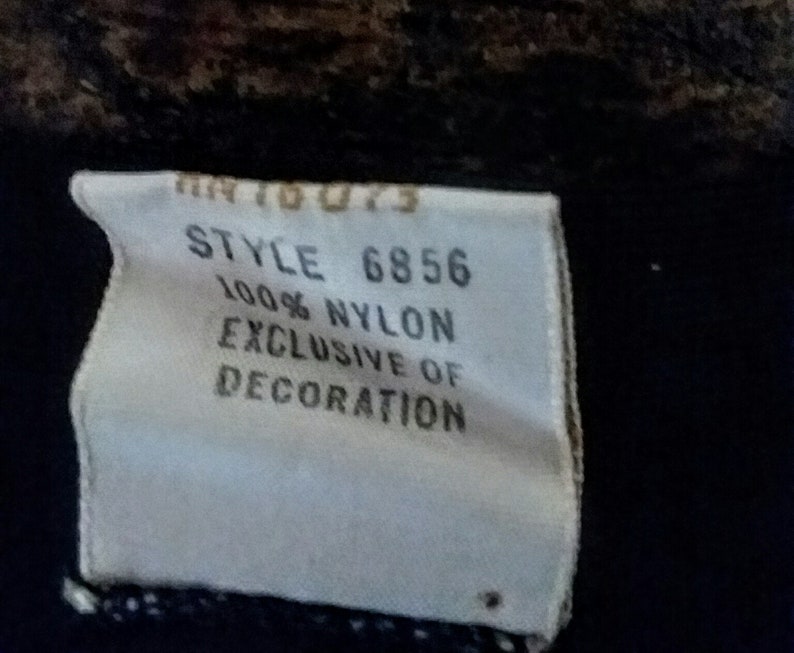 STYLE 6856
100% NYLON
EXCLUSIVE OF
DECORATION